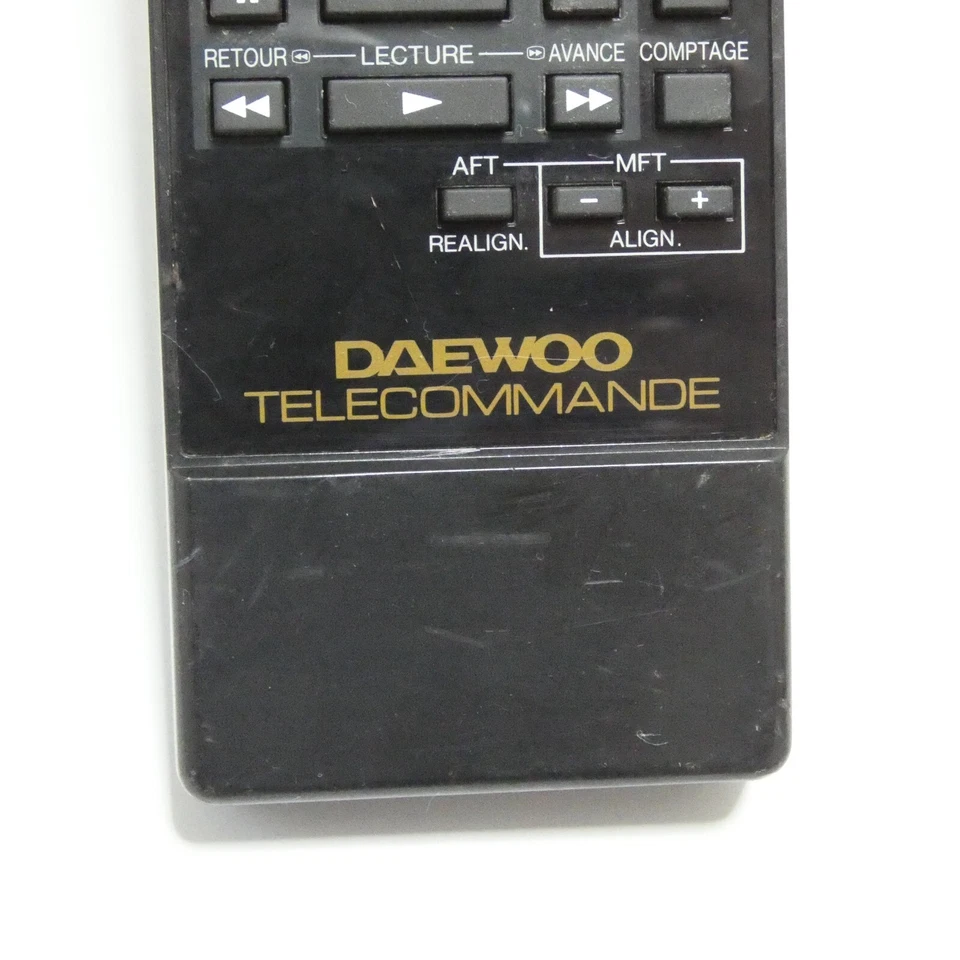 RETOUR LECTURE AVANCE COMPTAGE
AFT MFT
- +
REALIGN. ALIGN.
DAEWOO
TELECOMMANDE